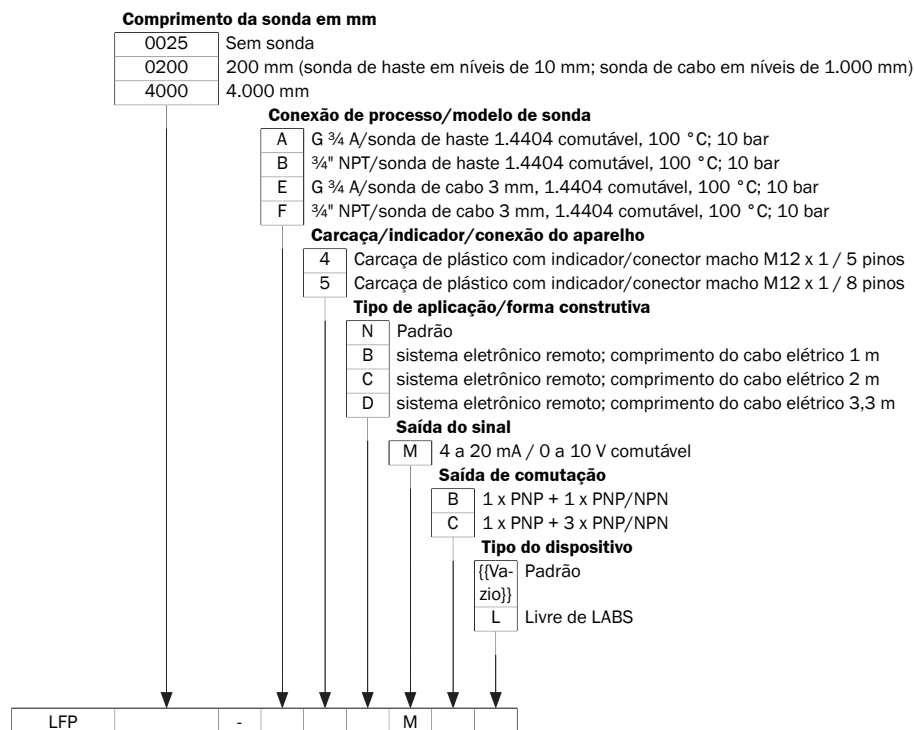 Comprimento da sonda em mm
0025 Sem sonda
0200 200 mm (sonda de haste em níveis de 10 mm; sonda de cabo em níveis de 1.000 mm)
4000 4.000 mm
Conexão de processo/modelo de sonda
A G ¾ A/sonda de haste 1.4404 comutável, 100 °C; 10 bar
B ¾" NPT/sonda de haste 1.4404 comutável, 100 °C; 10 bar
E G ¾ A/sonda de cabo 3 mm, 1.4404 comutável, 100 °C; 10 bar
F ¾" NPT/sonda de cabo 3 mm, 1.4404 comutável, 100 °C; 10 bar
Carcaça/indicador/conexão do aparelho
4 Carcaça de plástico com indicador/conector macho M12 x 1 / 5 pinos
5 Carcaça de plástico com indicador/conector macho M12 x 1 / 8 pinos
Tipo de aplicação/forma construtiva
N Padrão
B sistema eletrônico remoto; comprimento do cabo elétrico 1 m
C sistema eletrônico remoto; comprimento do cabo elétrico 2 m
D sistema eletrônico remoto; comprimento do cabo elétrico 3,3 m
Saída do sinal
M 4 a 20 mA / 0 a 10 V comutável
Saída de comutação
B 1 x PNP + 1 x PNP/NPN
C 1 x PNP + 3 x PNP/NPN
Tipo do dispositivo
{{Va- Padrão
zio}}
L Livre de LABS
LFP - M